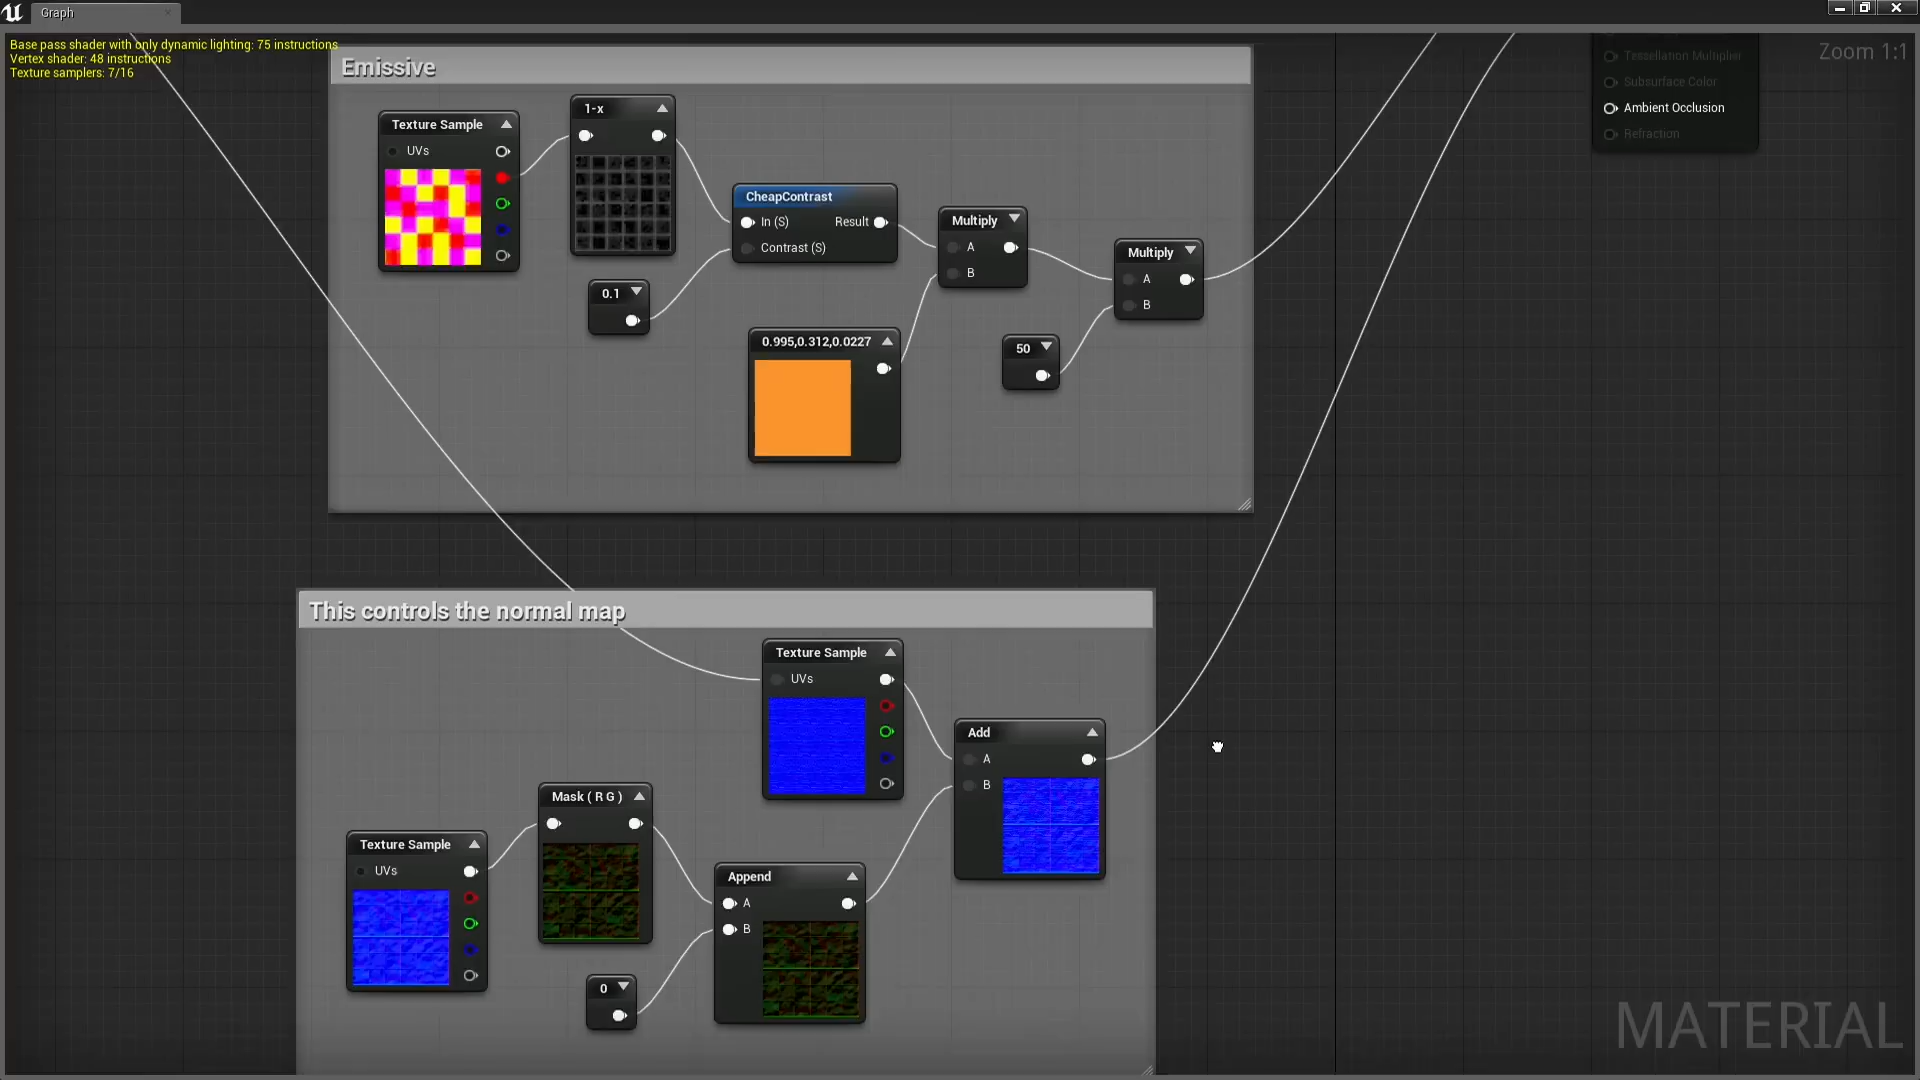 Graph
Base pass shader with only dynamic lighting: 75 instructions
Vertex shader: 48 instructions
Texture samplers: 7/16
Zoom 1:1
Tessellation Multiplier
Subsurface Color
Ambient Occlusion
Refraction
Emissive
Texture Sample
UVs
1-x
CheapContrast
In (S) Result
Contrast (S)
0.1
Multiply
A
B
Multiply
A
B
0.995,0.312,0.0227
50
This controls the normal map
Texture Sample
UVs
Add
A
B
Mask ( R G )
Texture Sample
UVs
Append
A
B
0
MATERIAL